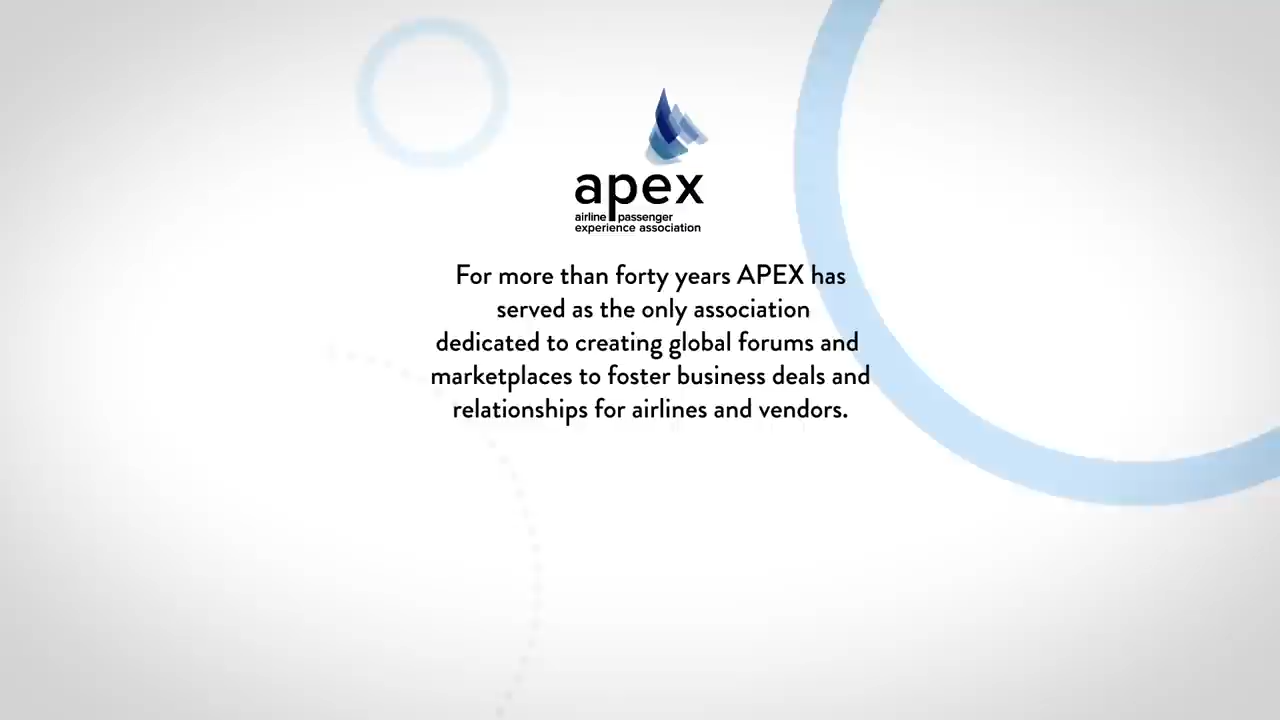 apex
airline passenger
experience association
For more than forty years APEX has
served as the only association
dedicated to creating global forums and
marketplaces to foster business deals and
relationships for airlines and vendors.